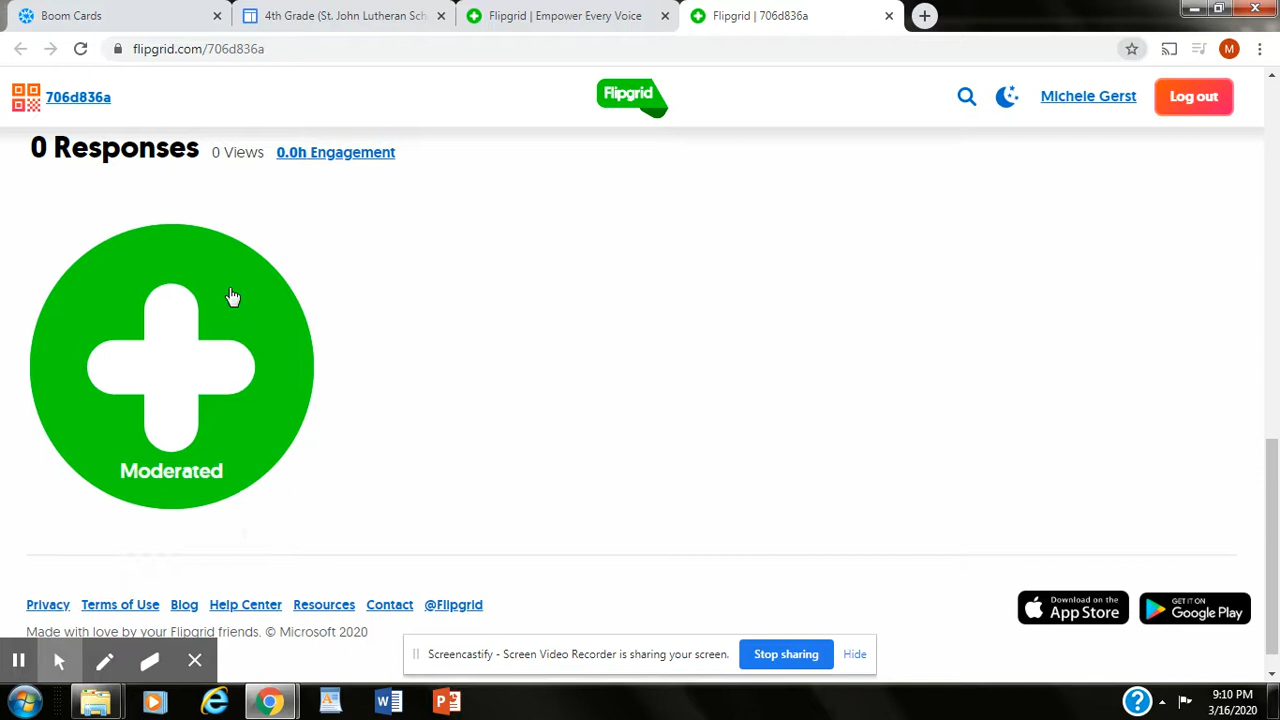 Boom Cards
4th Grade (St. John Lutheran Sch
Flipgrid | Empower Every Voice
Flipgrid | 706d836a
flipgrid.com/706d836a
M
706d836a
Flipgrid
Michele Gerst
Log out
0 Responses 0 Views 0.0h Engagement
Moderated
Privacy Terms of Use Blog Help Center Resources Contact @Flipgrid
Download on the App Store
GET IT ON Google Play
Made with love by your Flipgrid friends. © Microsoft 2020
Screencastify - Screen Video Recorder is sharing your screen. Stop sharing Hide
9:10 PM
3/16/2020